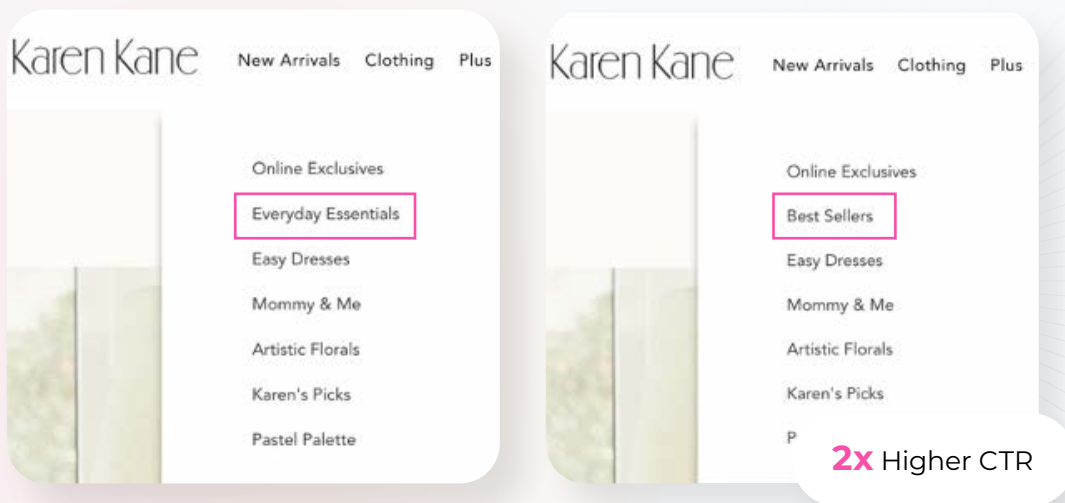 Karen Kane New Arrivals Clothing Plus
Online Exclusives
Everyday Essentials
Easy Dresses
Mommy & Me
Artistic Florals
Karen's Picks
Pastel Palette
Karen Kane New Arrivals Clothing Plus
Online Exclusives
Best Sellers
Easy Dresses
Mommy & Me
Artistic Florals
Karen's Picks
P
2x Higher CTR